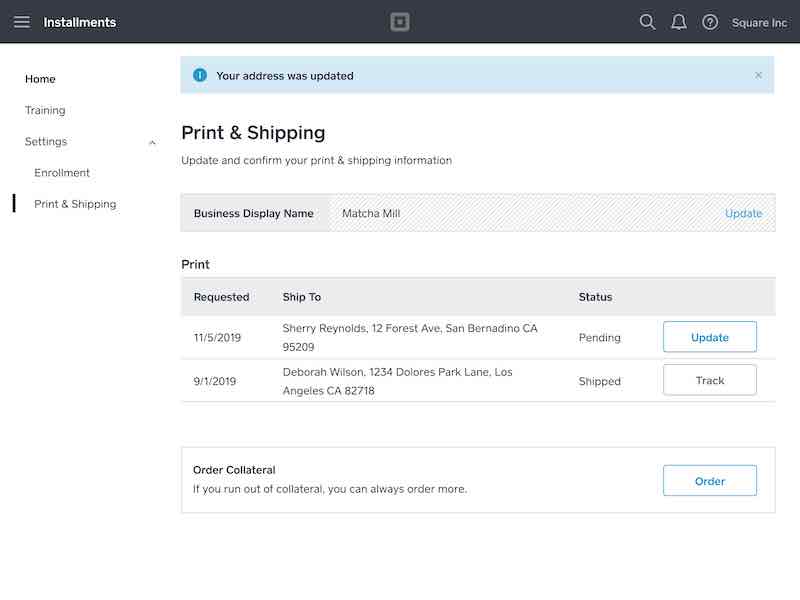 Installments
Square Inc
Home
Training
Settings
Enrollment
Print & Shipping
Your address was updated
Print & Shipping
Update and confirm your print & shipping information
Business Display Name Matcha Mill Update
Print
Requested Ship To Status
11/5/2019 Sherry Reynolds, 12 Forest Ave, San Bernadino CA
95209 Pending Update
9/1/2019 Deborah Wilson, 1234 Dolores Park Lane, Los
Angeles CA 82718 Shipped Track
Order Collateral
If you run out of collateral, you can always order more.
Order